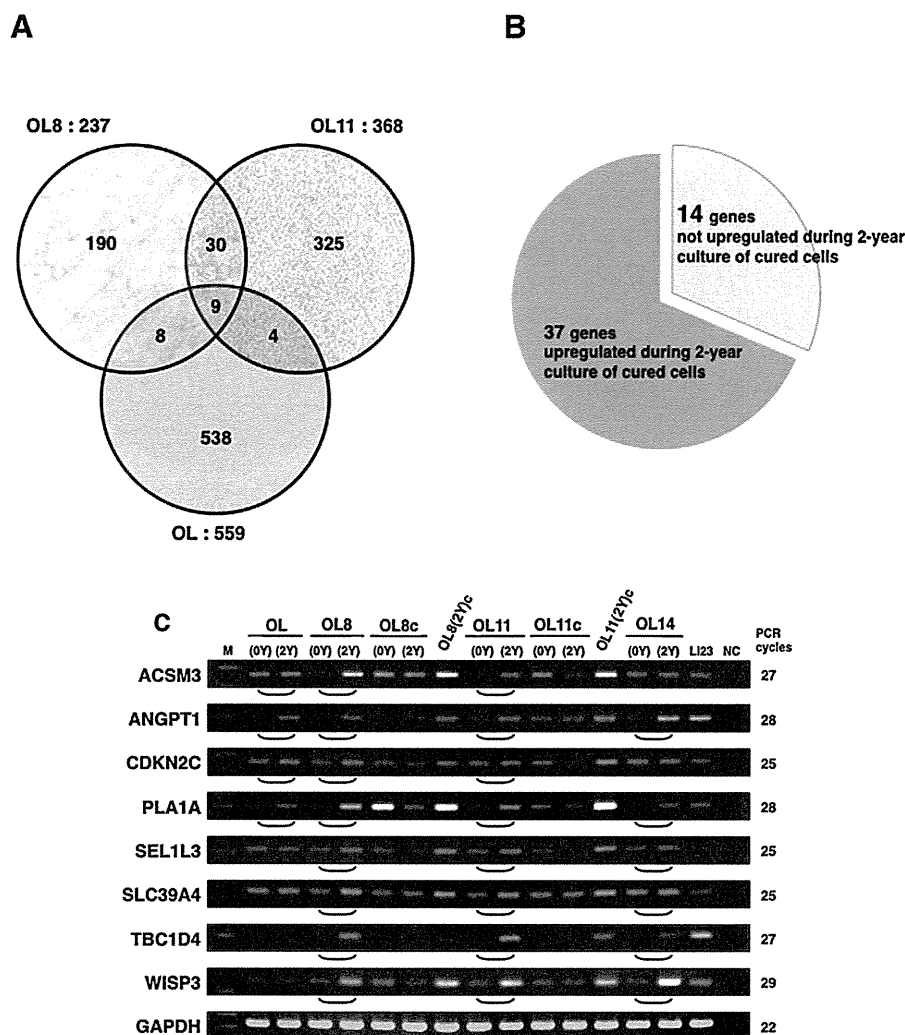 A
B
OL8 : 237
OL11 : 368
190
30
325
9
8
4
538
OL : 559
14 genes
not upregulated during 2-year
culture of cured cells
37 genes
upregulated during 2-year
culture of cured cells
C
OL OL8 OL8c OL8(2Y)c OL11 OL11c OL11(2Y)c OL14 PCR cycles
M (0Y) (2Y) (0Y) (2Y) (0Y) (2Y) (0Y) (2Y) (0Y) (2Y) (0Y) (2Y) LI23 NC
ACSM3 27
ANGPT1 28
CDKN2C 25
PLA1A 28
SEL1L3 25
SLC39A4 25
TBC1D4 27
WISP3 29
GAPDH 22